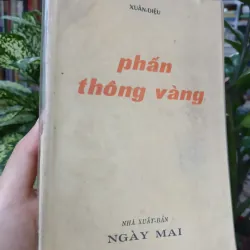 XUÂN-DIỆU
phấn
thông vàng
NHÀ XUẤT-BẢN
NGÀY MAI